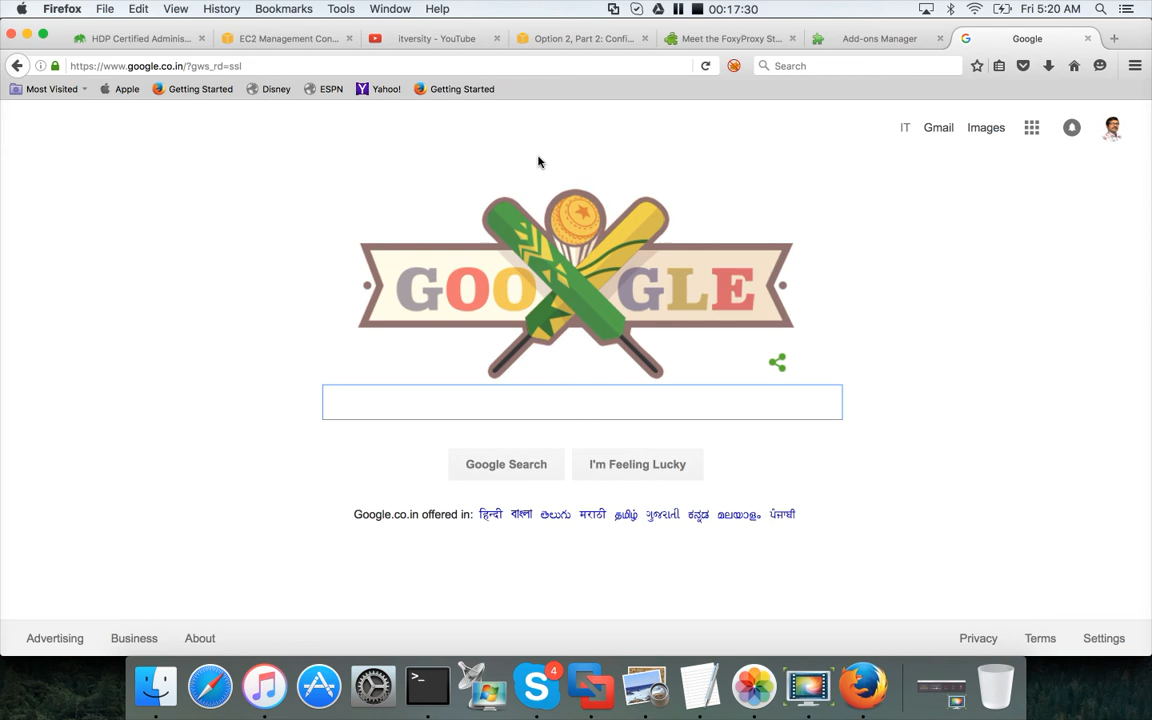 Firefox File Edit View History Bookmarks Tools Window Help 00:17:30 Fri 5:20 AM
HDP Certified Adminis... EC2 Management Con... itversity - YouTube Option 2, Part 2: Confi... Meet the FoxyProxy St... Add-ons Manager Google
https://www.google.co.in/?gws_rd=ssl Search
Most Visited Apple Getting Started Disney ESPN Yahoo! Getting Started
IT Gmail Images
GOOGLE
Google Search I'm Feeling Lucky
Google.co.in offered in: हिन्दी বাংলা తెలుగు मराठी தமிழ் ગુજરાતી ಕನ್ನಡ മലയാളം ਪੰਜਾਬੀ
Advertising Business About Privacy Terms Settings
4